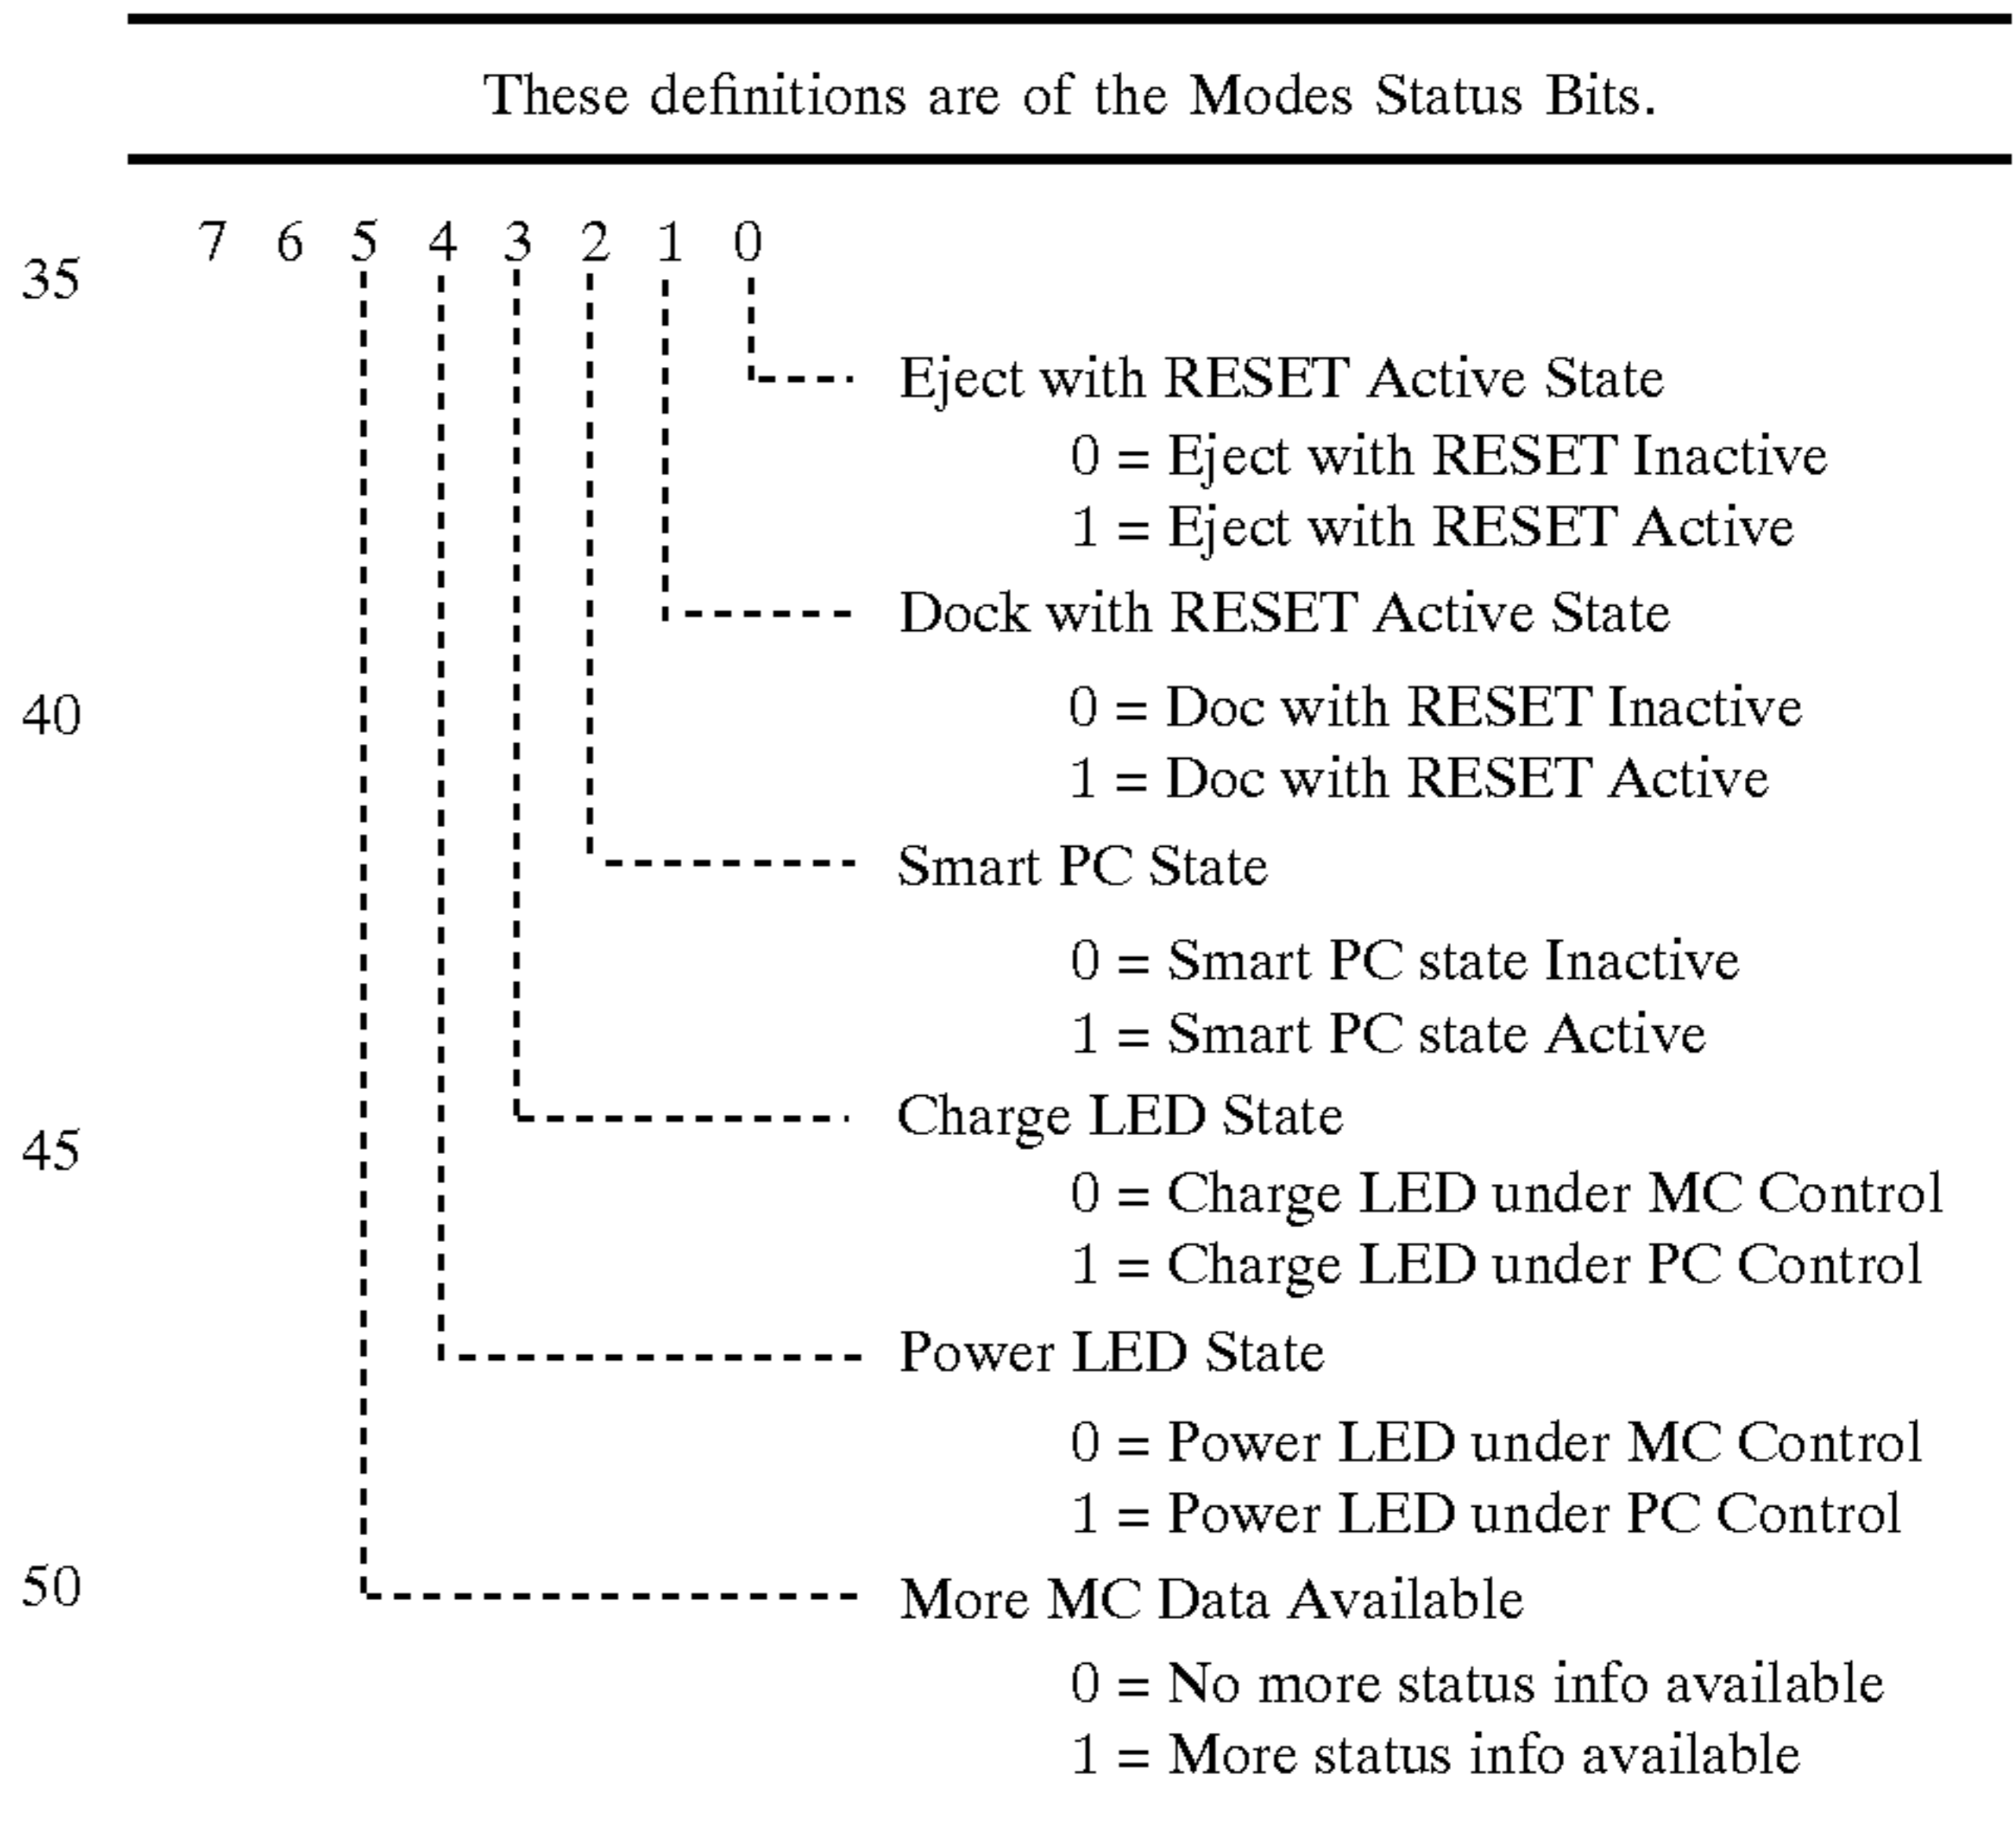 These definitions are of the Modes Status Bits.
7 6 5 4 3 2 1 0
35
Eject with RESET Active State
0 = Eject with RESET Inactive
1 = Eject with RESET Active
Dock with RESET Active State
0 = Doc with RESET Inactive
40
1 = Doc with RESET Active
Smart PC State
0 = Smart PC state Inactive
1 = Smart PC state Active
Charge LED State
45
0 = Charge LED under MC Control
1 = Charge LED under PC Control
Power LED State
0 = Power LED under MC Control
1 = Power LED under PC Control
50
More MC Data Available
0 = No more status info available
1 = More status info available